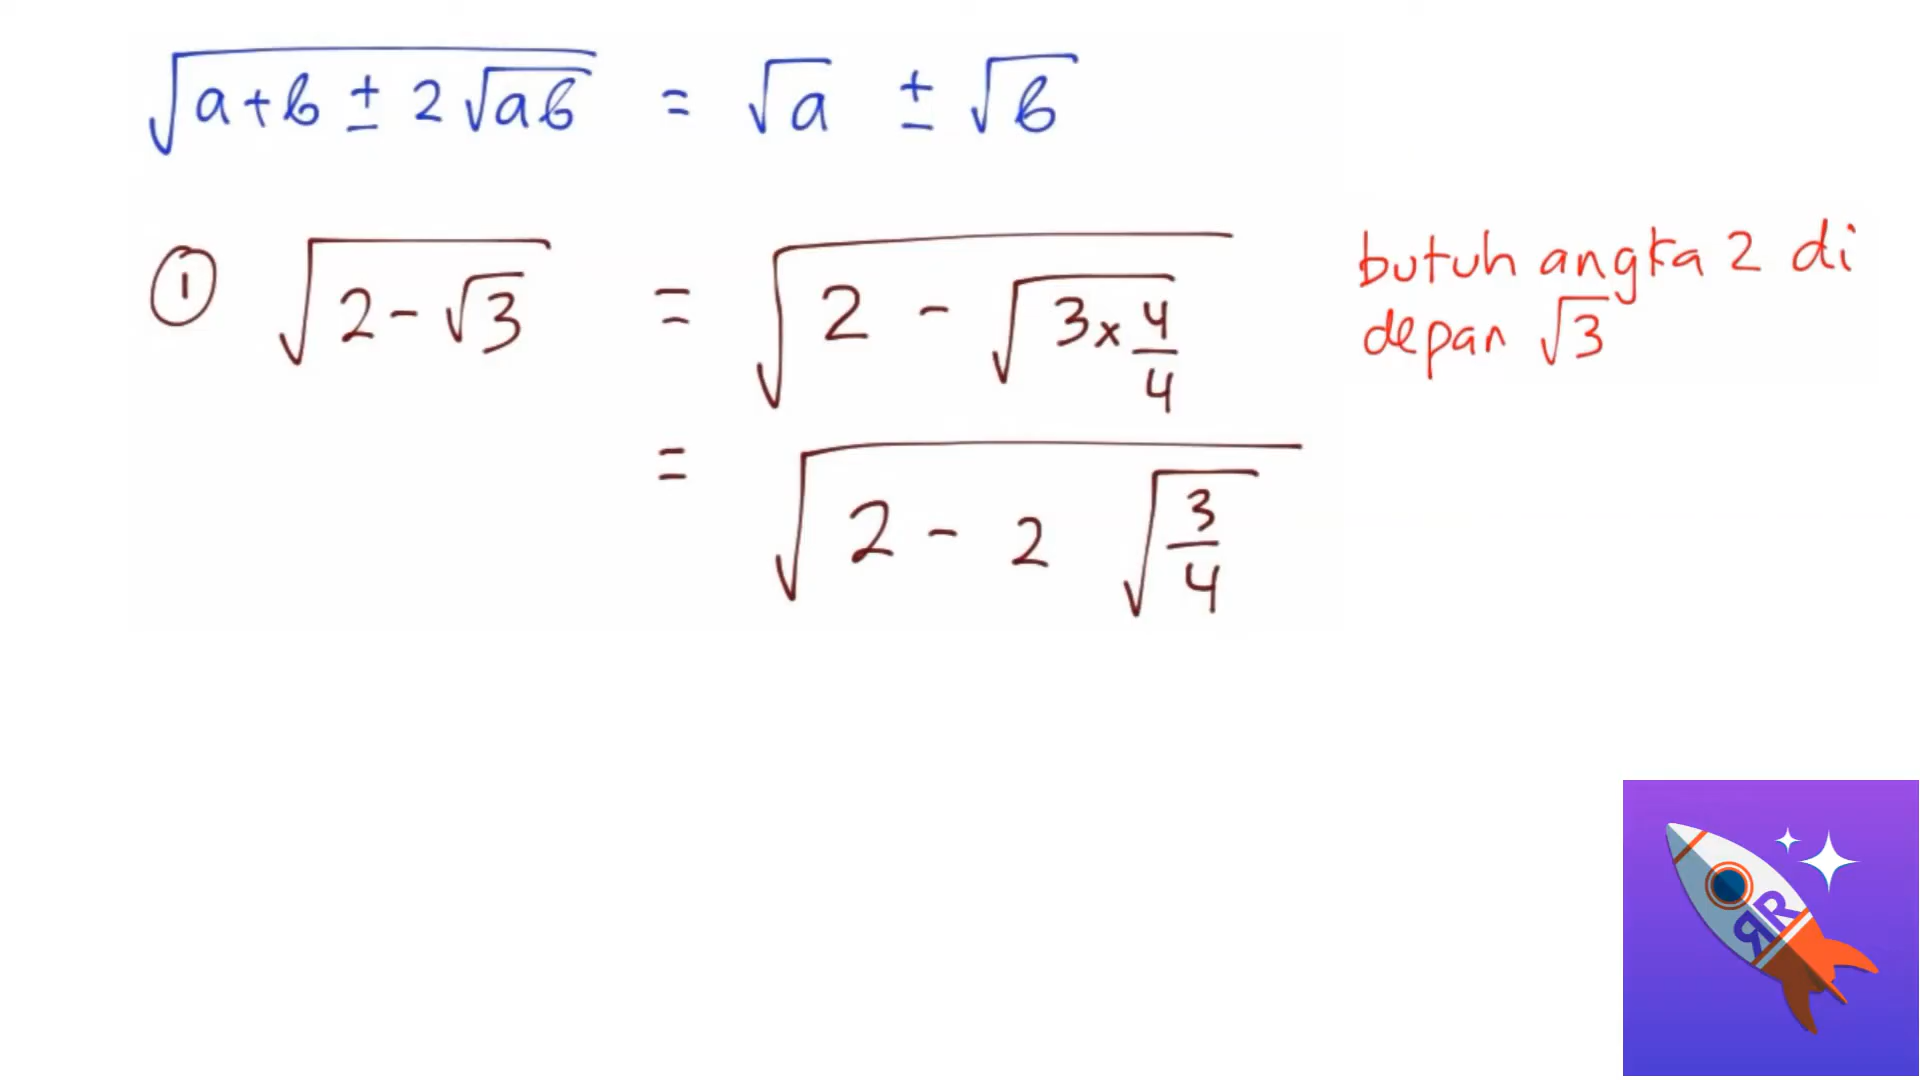 √(a+b ± 2√(ab)) = √a ± √b
① √(2-√3) = √(2 - √(3×4/4))
butuh angka 2 di
depan √3
= √(2 - 2 √(3/4))
RR